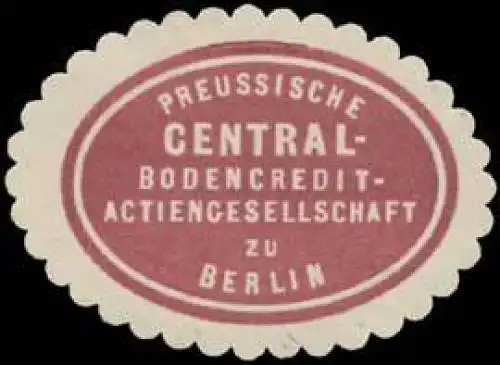 PREUSSISCHE
CENTRAL-
BODENCREDIT-
ACTIENGESELLSCHAFT
ZU
BERLIN